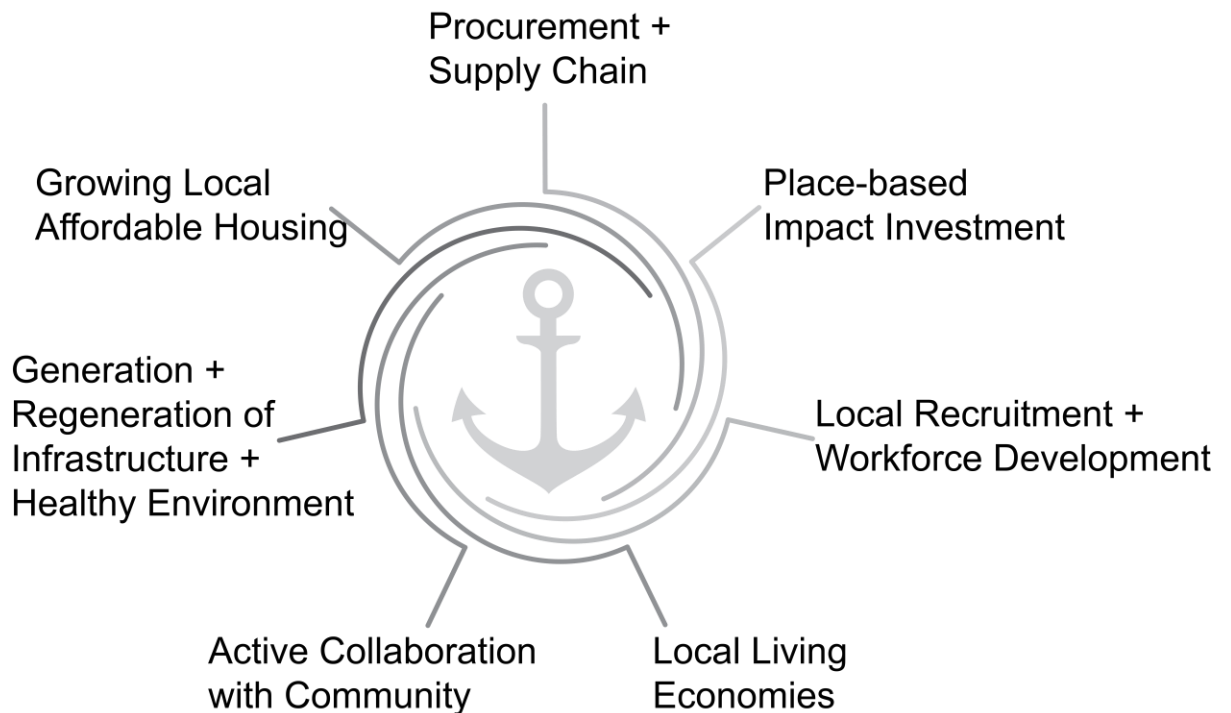 Procurement +
Supply Chain
Growing Local
Affordable Housing
Place-based
Impact Investment
Generation +
Regeneration of
Infrastructure +
Healthy Environment
Local Recruitment +
Workforce Development
Active Collaboration
with Community
Local Living
Economies